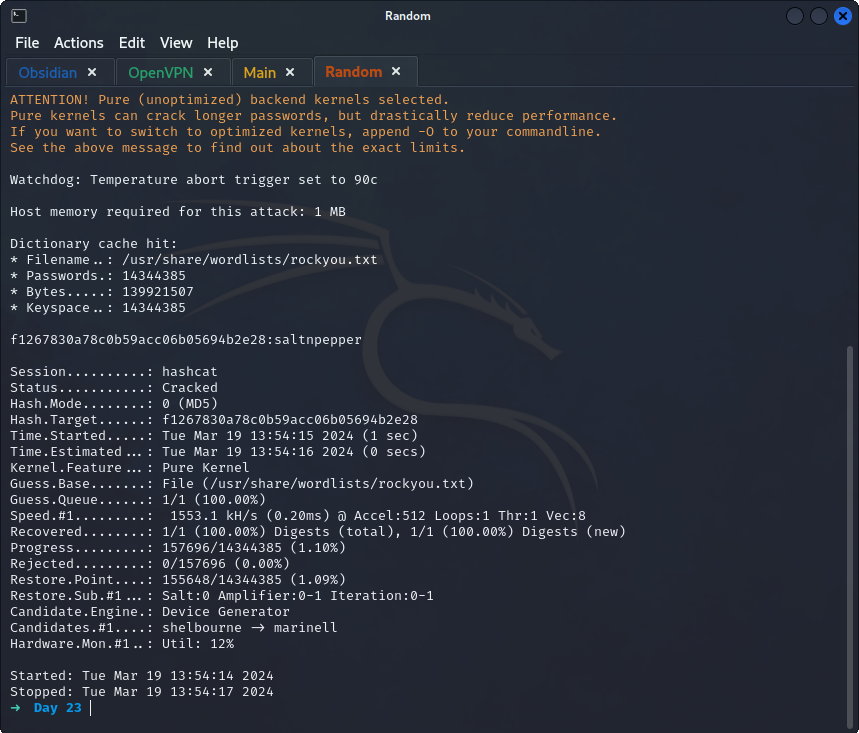 Random
File Actions Edit View Help
Obsidian × OpenVPN × Main × Random ×
ATTENTION! Pure (unoptimized) backend kernels selected.
Pure kernels can crack longer passwords, but drastically reduce performance.
If you want to switch to optimized kernels, append -O to your commandline.
See the above message to find out about the exact limits.
Watchdog: Temperature abort trigger set to 90c
Host memory required for this attack: 1 MB
Dictionary cache hit:
* Filename..: /usr/share/wordlists/rockyou.txt
* Passwords.: 14344385
* Bytes.....: 139921507
* Keyspace..: 14344385
f1267830a78c0b59acc06b05694b2e28:saltnpepper
Session..........: hashcat
Status...........: Cracked
Hash.Mode........: 0 (MD5)
Hash.Target......: f1267830a78c0b59acc06b05694b2e28
Time.Started.....: Tue Mar 19 13:54:15 2024 (1 sec)
Time.Estimated...: Tue Mar 19 13:54:16 2024 (0 secs)
Kernel.Feature...: Pure Kernel
Guess.Base.......: File (/usr/share/wordlists/rockyou.txt)
Guess.Queue......: 1/1 (100.00%)
Speed.#1.........:  1553.1 kH/s (0.20ms) @ Accel:512 Loops:1 Thr:1 Vec:8
Recovered........: 1/1 (100.00%) Digests (total), 1/1 (100.00%) Digests (new)
Progress.........: 157696/14344385 (1.10%)
Rejected.........: 0/157696 (0.00%)
Restore.Point....: 155648/14344385 (1.09%)
Restore.Sub.#1...: Salt:0 Amplifier:0-1 Iteration:0-1
Candidate.Engine.: Device Generator
Candidates.#1....: shelbourne -> marinell
Hardware.Mon.#1..: Util: 12%
Started: Tue Mar 19 13:54:14 2024
Stopped: Tue Mar 19 13:54:17 2024
→ Day 23